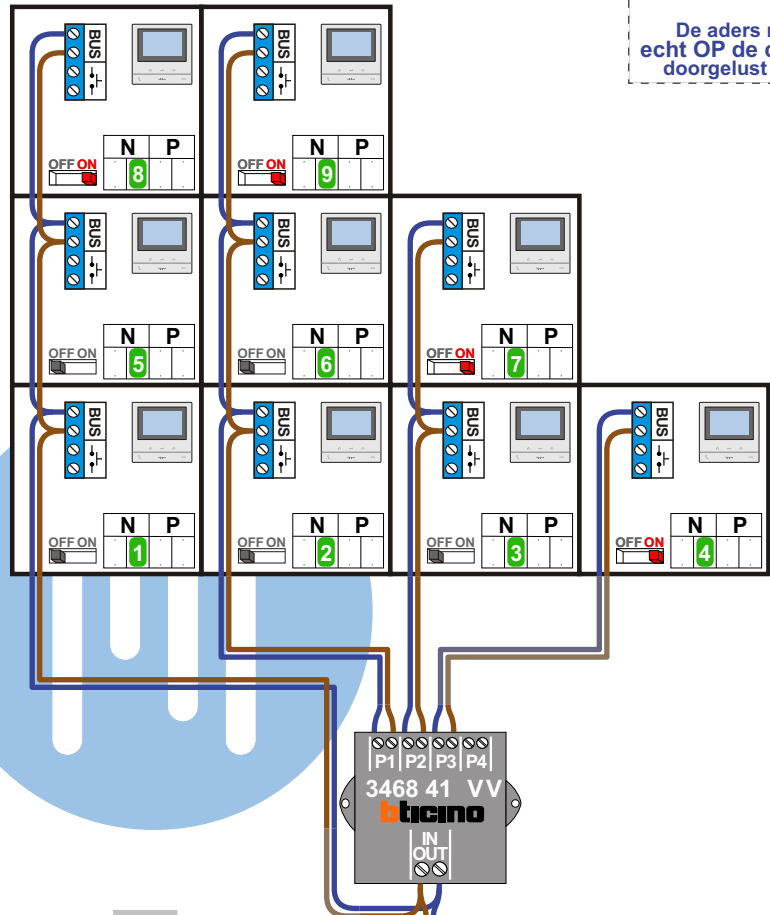 De aders
echt OP de
doorgelust
BUS
N P
OFF ON
8
BUS
N P
OFF ON
9
BUS
N P
OFF ON
5
BUS
N P
OFF ON
6
BUS
N P
OFF ON
7
BUS
N P
OFF ON
1
BUS
N P
OFF ON
2
BUS
N P
OFF ON
3
BUS
N P
OFF ON
4
P1 P2 P3 P4
3468 41 VV
bticino
IN
OUT